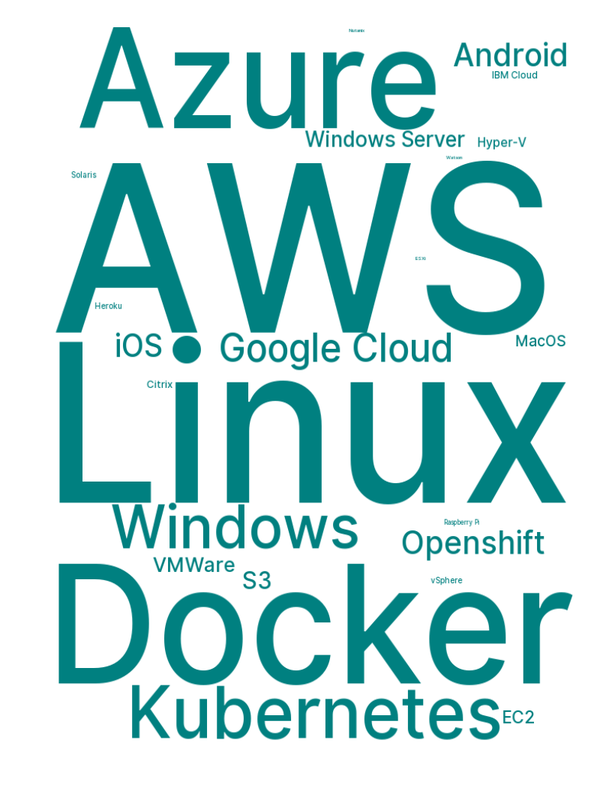 Azure
Android
IBM Cloud
Windows Server
Hyper-V
Solaris
AWS
Heroku
iOS
Google Cloud
MacOS
Citrix
Linux
Windows
Raspberry Pi
Openshift
VMWare
S3
vSphere
Docker
Kubernetes
EC2